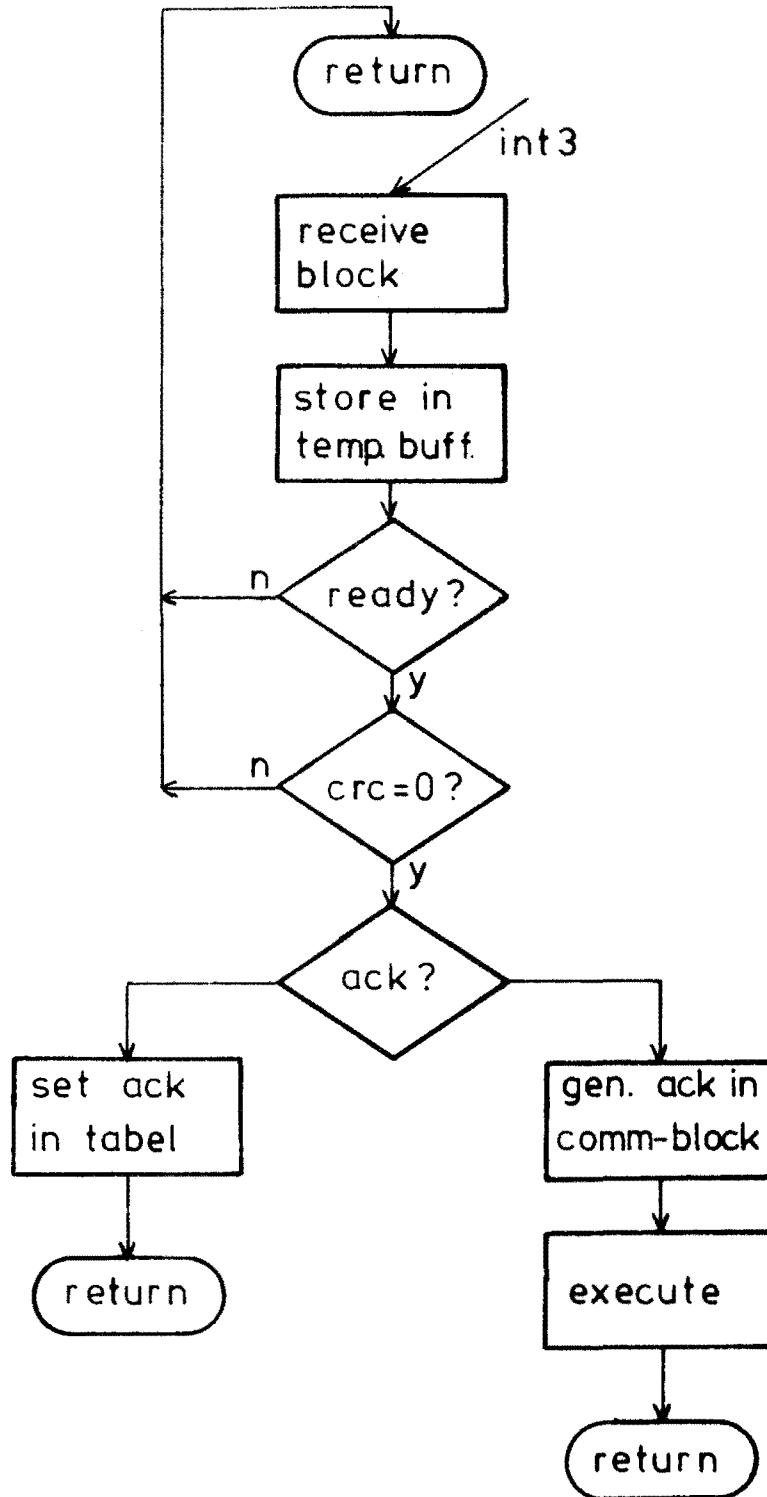 return
int3
receive
block
store in
temp. buff.
n
ready?
y
n
crc=0?
y
ack?
set ack
in tabel
gen. ack in
comm-block
return
execute
return